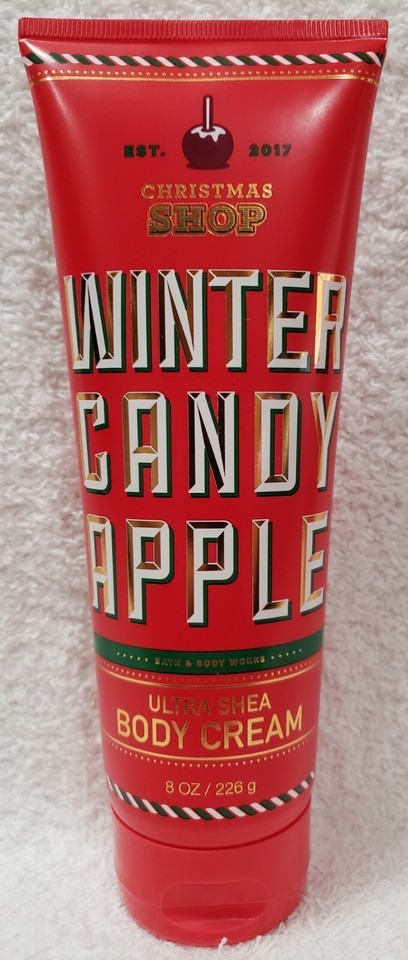 EST. 2017
CHRISTMAS
SHOP
WINTER
CANDY
APPLE
BATH & BODY WORKS
ULTRA SHEA
BODY CREAM
8 OZ / 226 g